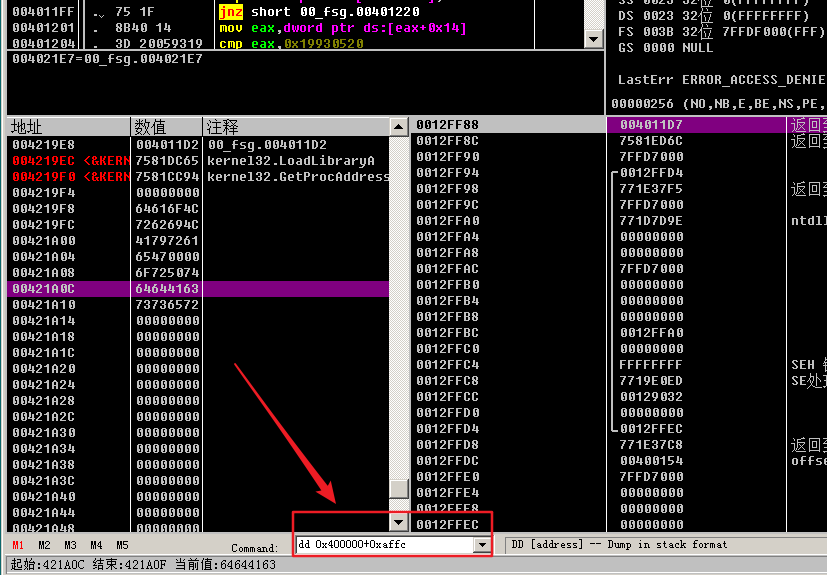 004011FF . 75 1F jnz short 00_fsg.00401220
00401201 . 8B40 14 mov eax,dword ptr ds:[eax+0x14]
00401204 . 3D 20059319 cmp eax,0x19930520
004021E7=00_fsg.004021E7
DS 0023 32位 0(FFFFFFFF)
FS 003B 32位 7FFDF000(FFF)
GS 0000 NULL
LastErr ERROR_ACCESS_DENIE
00000256 (NO,NB,E,BE,NS,PE,
地址 数值 注释
004219E8 004011D2 00_fsg.004011D2
004219EC <&KERN 7581DC65 kernel32.LoadLibraryA
004219F0 <&KERN 7581CC94 kernel32.GetProcAddress
004219F4 00000000
004219F8 64616F4C
004219FC 7262694C
00421A00 41797261
00421A04 65470000
00421A08 6F725074
00421A0C 64644163
00421A10 73736572
00421A14 00000000
00421A18 00000000
00421A1C 00000000
00421A20 00000000
00421A24 00000000
00421A28 00000000
00421A2C 00000000
00421A30 00000000
00421A34 00000000
00421A38 00000000
00421A3C 00000000
00421A40 00000000
00421A44 00000000
00421A48 00000000
0012FF88 004011D7 返回到
0012FF8C 7581ED6C 返回到
0012FF90 7FFD7000
0012FF94 0012FFD4
0012FF98 771E37F5 返回到
0012FF9C 7FFD7000
0012FFA0 771D7D9E ntdll
0012FFA4 00000000
0012FFA8 00000000
0012FFAC 7FFD7000
0012FFB0 00000000
0012FFB4 00000000
0012FFB8 00000000
0012FFBC 0012FFA0
0012FFC0 00000000
0012FFC4 FFFFFFFF SEH
0012FFC8 7719E0ED SE处理
0012FFCC 00129032
0012FFD0 00000000
0012FFD4 0012FFEC
0012FFD8 771E37C8 返回到
0012FFDC 00400154 offse
0012FFE0 7FFD7000
0012FFE4 00000000
0012FFE8 00000000
0012FFEC 00000000
M1 M2 M3 M4 M5 Command: dd 0x400000+0xaffc DD [address] -- Dump in stack format
起始:421A0C 结束:421A0F 当前值:64644163